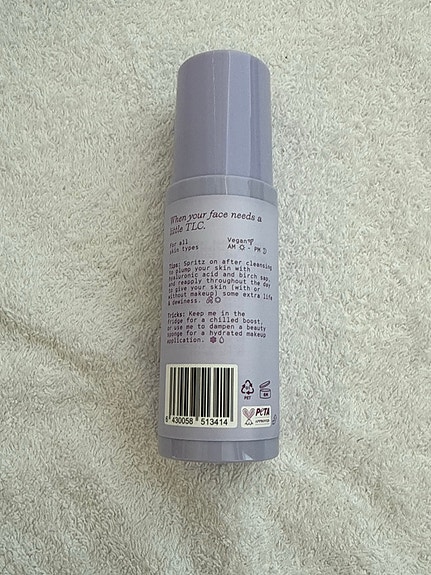 When your face needs a
little TLC.
for all
skin types
Vegan
AM - PM
Tips: Spritz on after cleansing
to plump your skin with
hyaluronic acid and birch sap,
and reapply throughout the day
to give your skin (with or
without makeup) some extra life
& dewiness.
Tricks: Keep me in the
fridge for a chilled boost,
or use me to dampen a beauty
sponge for a hydrated makeup
application.
PET
6M
PETA
APPROVED
8 430058 513414